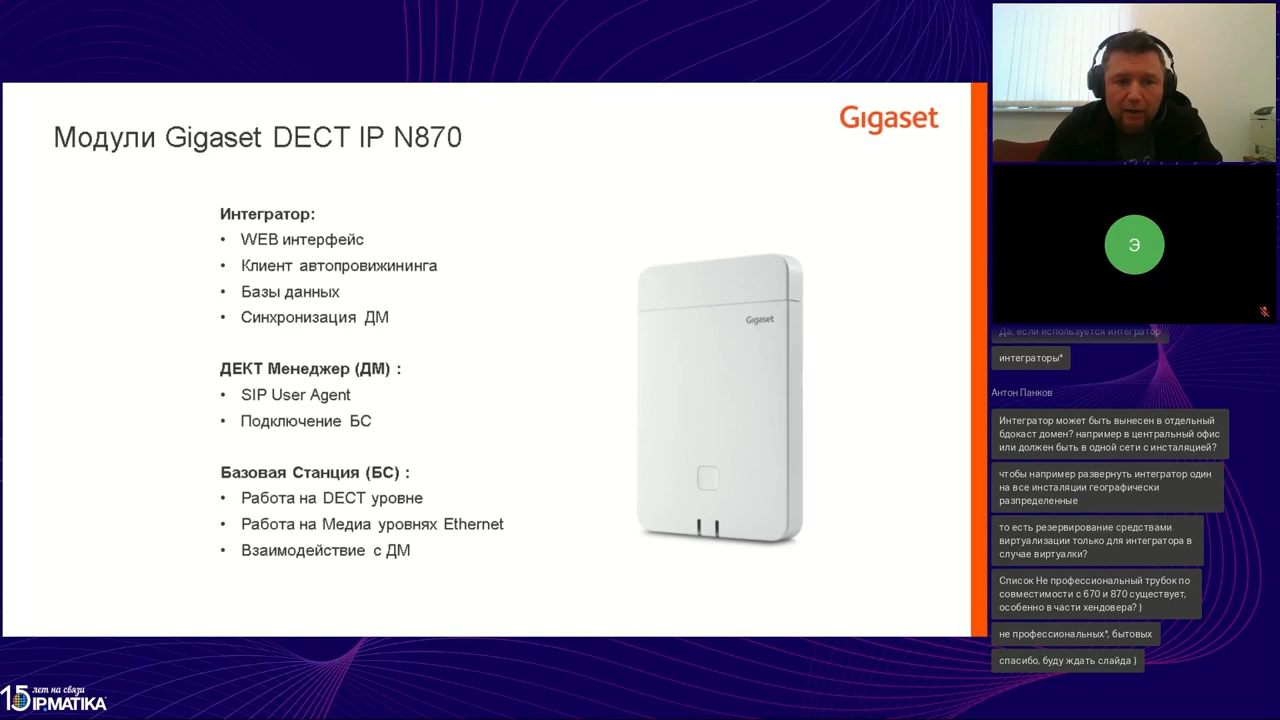 Gigaset
Модули Gigaset DECT IP N870
Интегратор:
• WEB интерфейс
• Клиент автопровижининга
• Базы данных
• Синхронизация ДМ
ДЕКТ Менеджер (ДМ) :
• SIP User Agent
• Подключение БС
Базовая Станция (БС) :
• Работа на DECT уровне
• Работа на Медиа уровнях Ethernet
• Взаимодействие с ДМ
Gigaset
Э
Да, если используется интегратор
интеграторы*
Антон Панков
Интегратор может быть вынесен в отдельный
бдокаст домен? например в центральный офис
или должен быть в одной сети с инсталяцией?
чтобы например развернуть интегратор один
на все инсталяции географически
разпределенные
то есть резервирование средствами
виртуализации только для интегратора в
случае виртуалки?
Список Не профессиональный трубок по
совместимости с 670 и 870 существует,
особенно в части хендовера? )
не профессиональных*, бытовых
спасибо, буду ждать слайда )
15 лет на связи
IPMATIKA